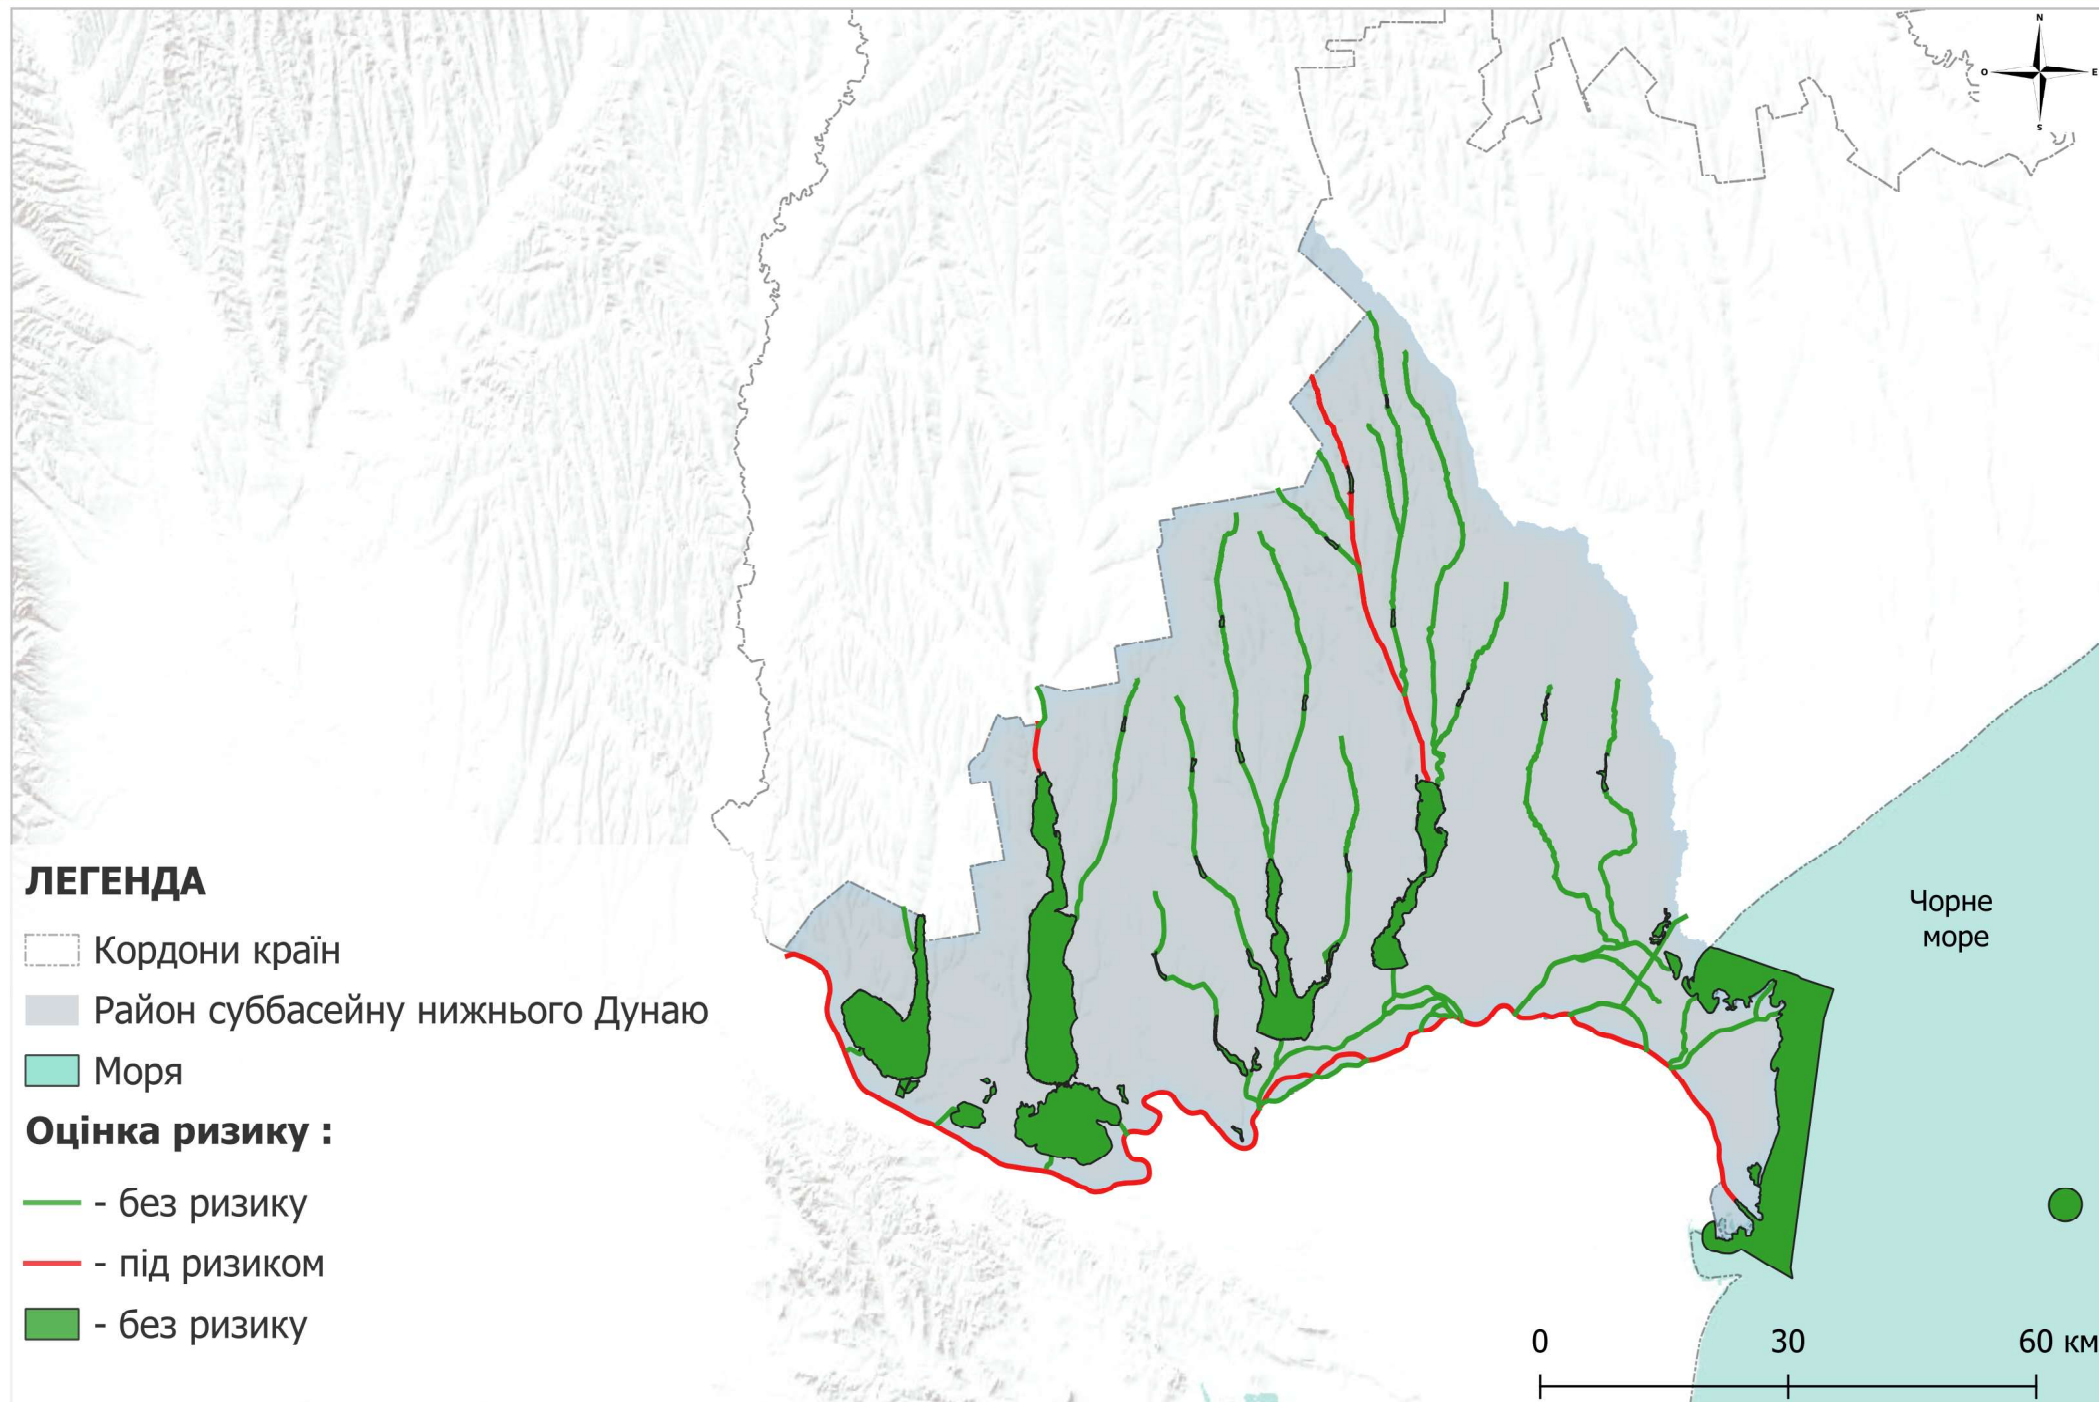 N
O
E
S
Чорне
море
ЛЕГЕНДА
Кордони країн
Район суббасейну нижнього Дунаю
Моря
Оцінка ризику :
- без ризику
- під ризиком
- без ризику
0 30 60 км